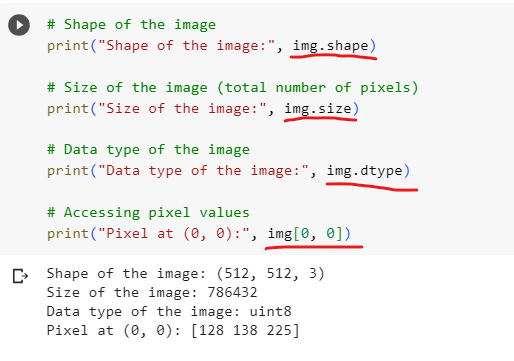 # Shape of the image
print("Shape of the image:", img.shape)
# Size of the image (total number of pixels)
print("Size of the image:", img.size)
# Data type of the image
print("Data type of the image:", img.dtype)
# Accessing pixel values
print("Pixel at (0, 0):", img[0, 0])
Shape of the image: (512, 512, 3)
Size of the image: 786432
Data type of the image: uint8
Pixel at (0, 0): [128 138 225]